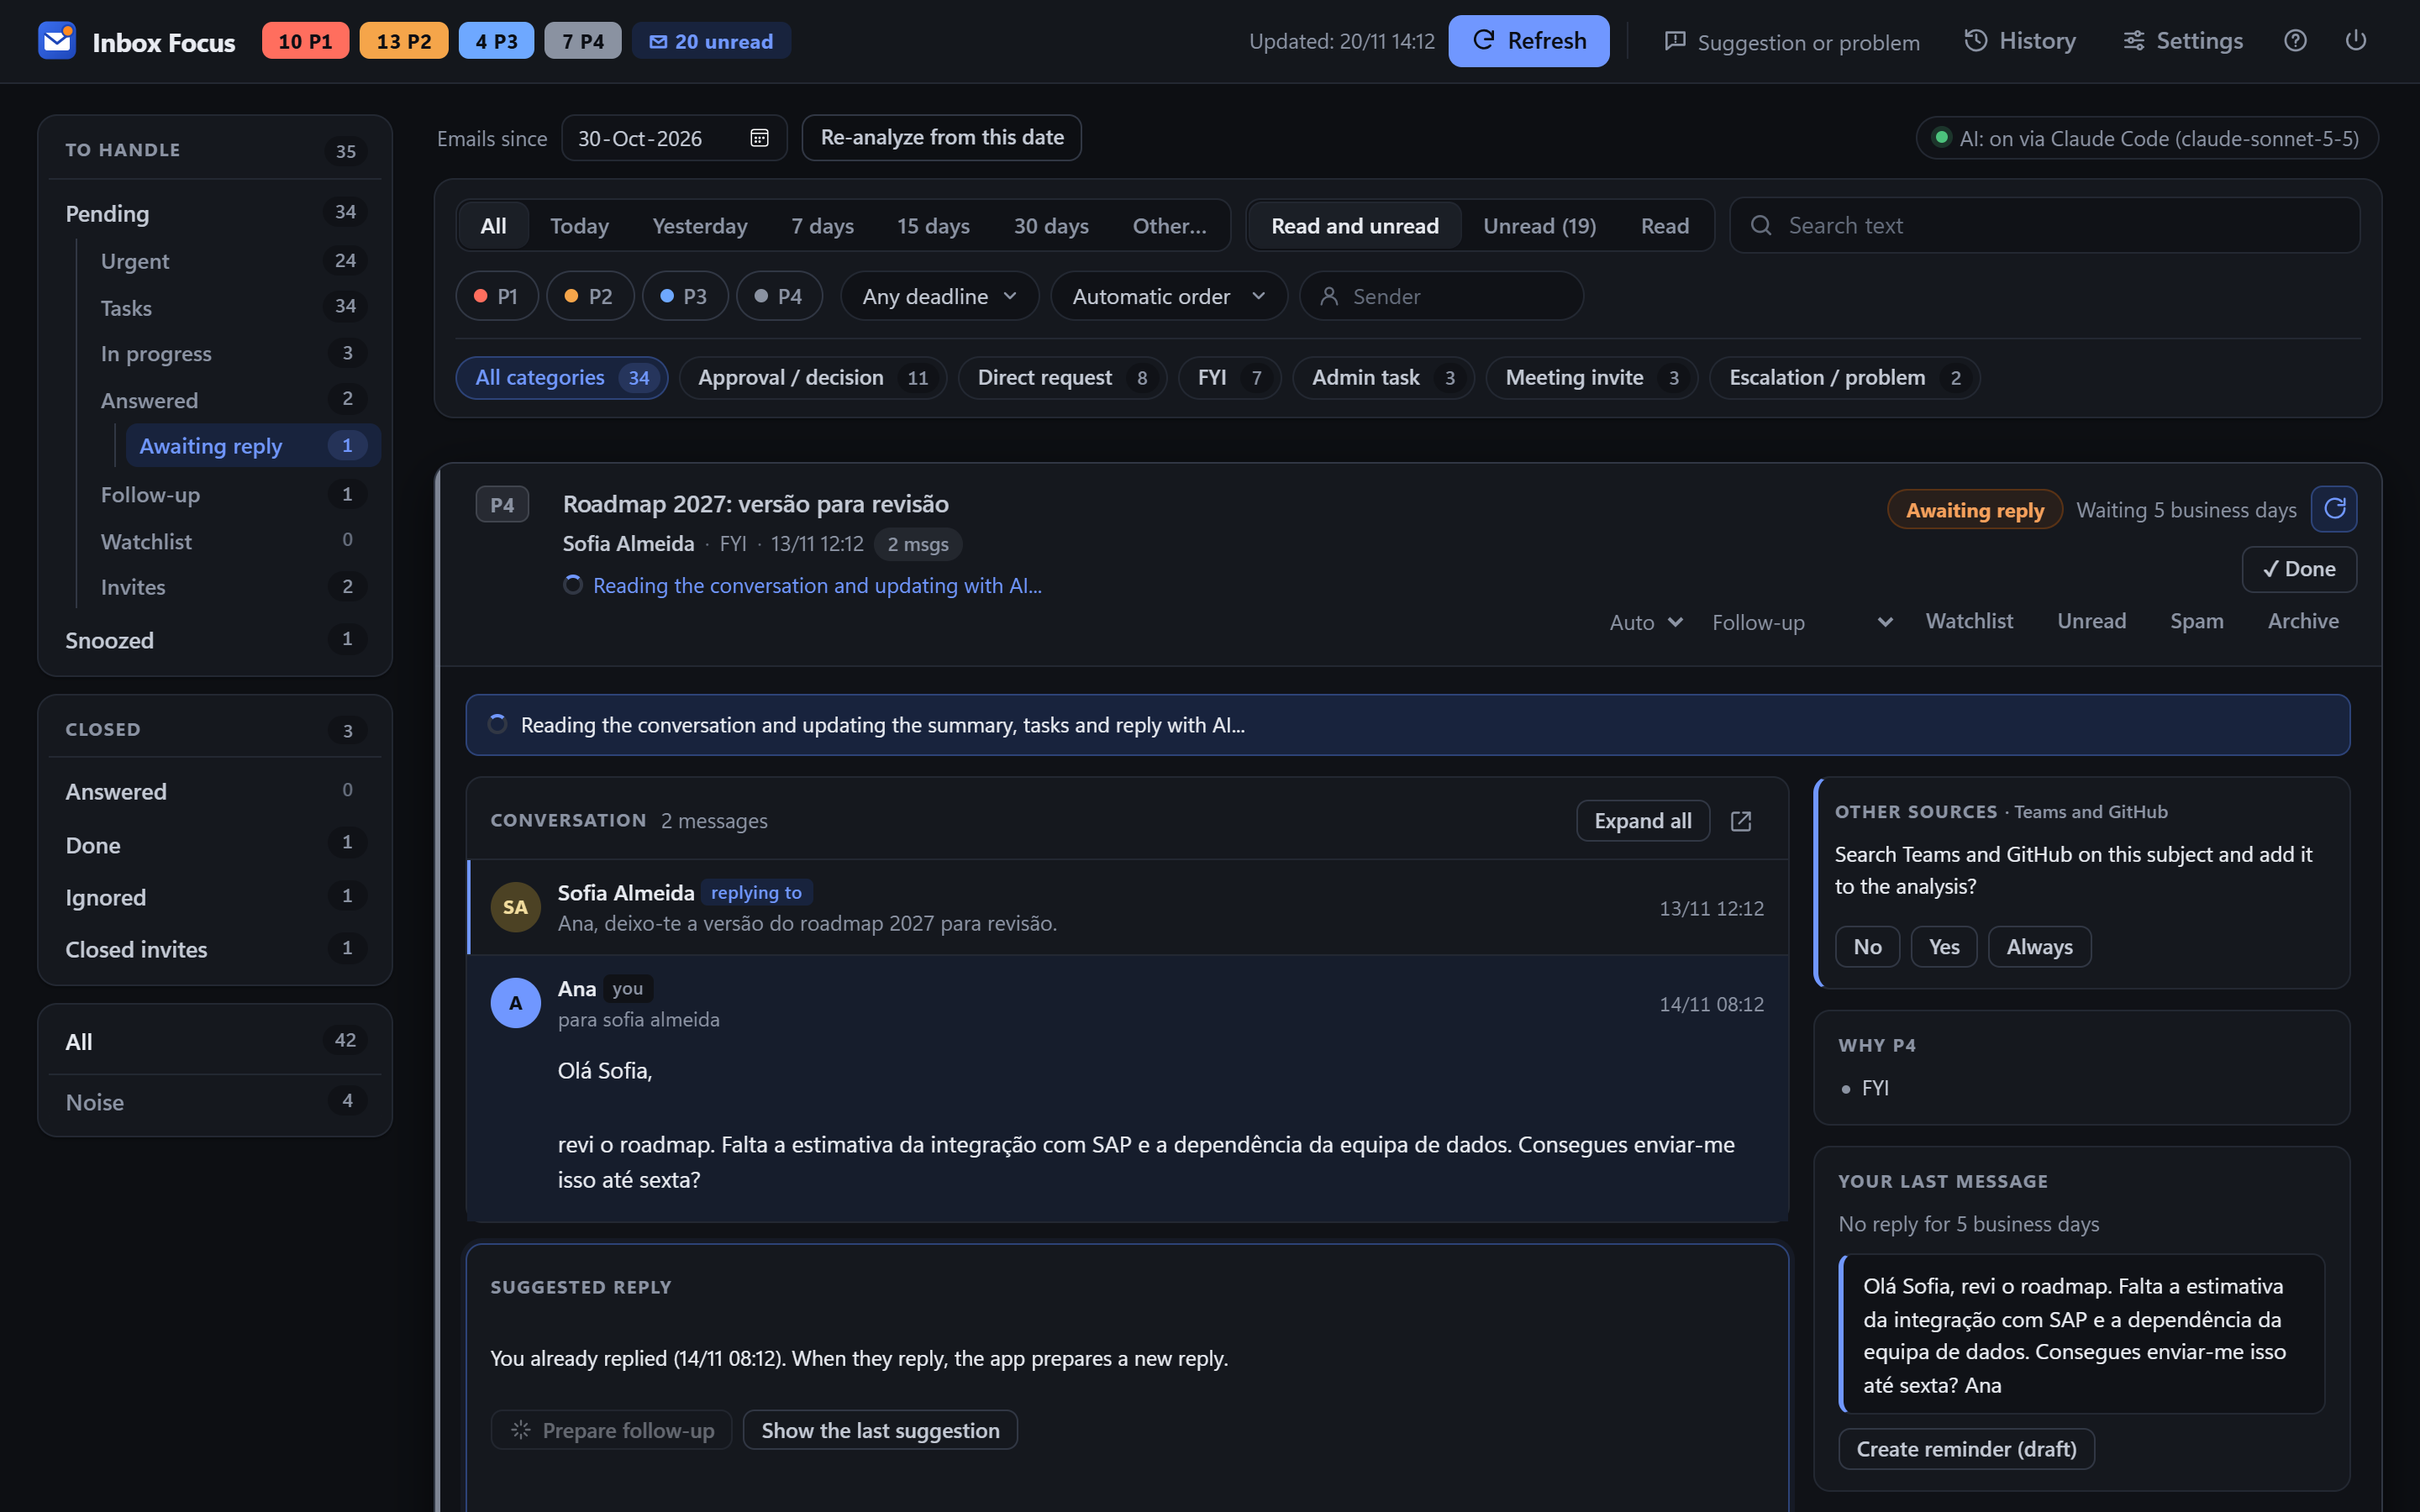 Inbox Focus
10 P1
13 P2
4 P3
7 P4
20 unread
Updated: 20/11 14:12
Refresh
Suggestion or problem
History
Settings
TO HANDLE 35
Pending 34
Urgent 24
Tasks 34
In progress 3
Answered 2
Awaiting reply 1
Follow-up 1
Watchlist 0
Invites 2
Snoozed 1
CLOSED 3
Answered 0
Done 1
Ignored 1
Closed invites 1
All 42
Noise 4
Emails since 30-Oct-2026 Re-analyze from this date
AI: on via Claude Code (claude-sonnet-5-5)
All Today Yesterday 7 days 15 days 30 days Other...
Read and unread Unread (19) Read
Search text
P1 P2 P3 P4 Any deadline Automatic order Sender
All categories 34 Approval / decision 11 Direct request 8 FYI 7 Admin task 3 Meeting invite 3 Escalation / problem 2
P4 Roadmap 2027: versão para revisão
Sofia Almeida · FYI · 13/11 12:12 2 msgs
Reading the conversation and updating with AI...
Awaiting reply Waiting 5 business days
✓ Done
Auto Follow-up Watchlist Unread Spam Archive
Reading the conversation and updating the summary, tasks and reply with AI...
CONVERSATION 2 messages Expand all
SA Sofia Almeida replying to
Ana, deixo-te a versão do roadmap 2027 para revisão.
13/11 12:12
A Ana you
para sofia almeida
14/11 08:12
Olá Sofia,
revi o roadmap. Falta a estimativa da integração com SAP e a dependência da equipa de dados. Consegues enviar-me
isso até sexta?
SUGGESTED REPLY
You already replied (14/11 08:12). When they reply, the app prepares a new reply.
Prepare follow-up Show the last suggestion
OTHER SOURCES · Teams and GitHub
Search Teams and GitHub on this subject and add it
to the analysis?
No Yes Always
WHY P4
• FYI
YOUR LAST MESSAGE
No reply for 5 business days
Olá Sofia, revi o roadmap. Falta a estimativa
da integração com SAP e a dependência da
equipa de dados. Consegues enviar-me isso
até sexta? Ana
Create reminder (draft)